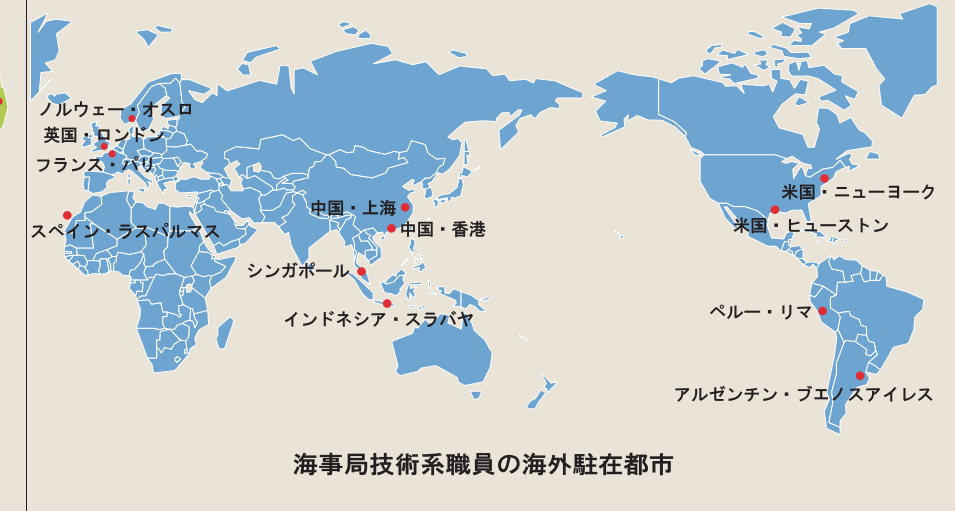 ノルウェー・オスロ
英国・ロンドン
フランス・パリ
スペイン・ラスパルマス
中国・上海
中国・香港
シンガポール
インドネシア・スラバヤ
米国・ニューヨーク
米国・ヒューストン
ペルー・リマ
アルゼンチン・ブエノスアイレス
海事局技術系職員の海外駐在都市